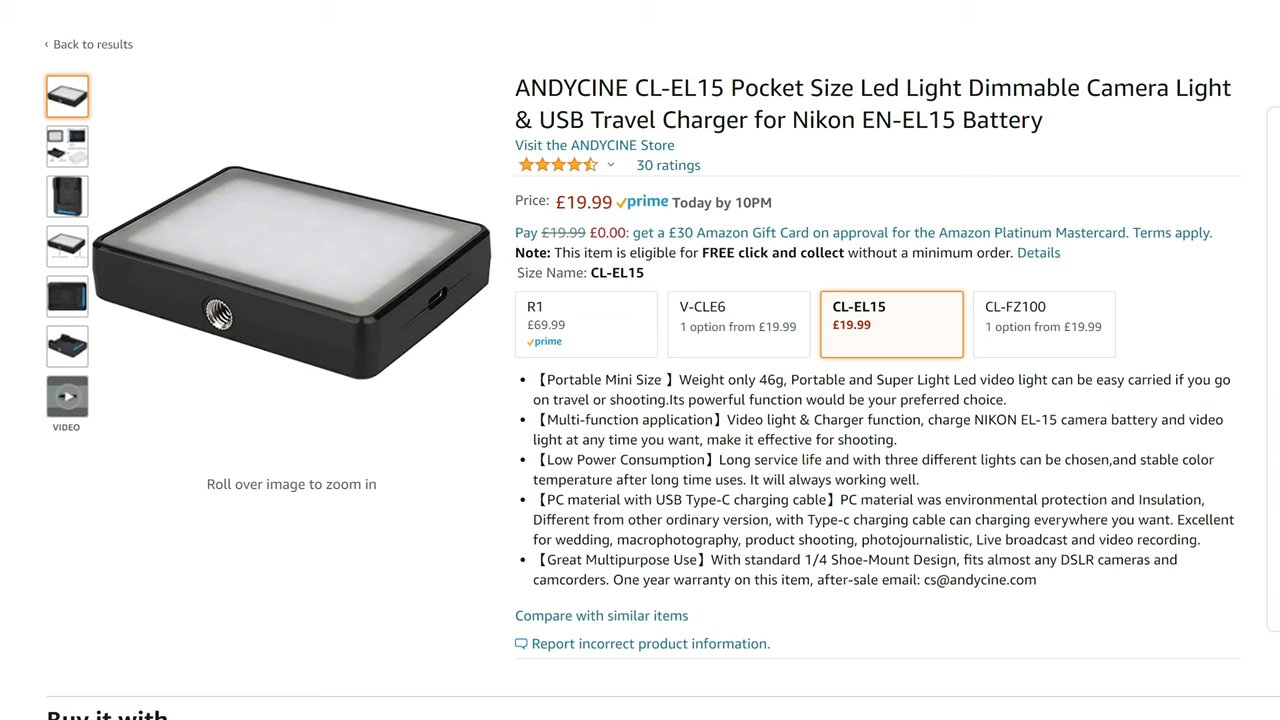 ‹ Back to results
ANDYCINE CL-EL15 Pocket Size Led Light Dimmable Camera Light
& USB Travel Charger for Nikon EN-EL15 Battery
Visit the ANDYCINE Store
30 ratings
Price: £19.99 prime Today by 10PM
Pay £19.99 £0.00: get a £30 Amazon Gift Card on approval for the Amazon Platinum Mastercard. Terms apply.
Note: This item is eligible for FREE click and collect without a minimum order. Details
Size Name: CL-EL15
R1
£69.99
prime
V-CLE6
1 option from £19.99
CL-EL15
£19.99
CL-FZ100
1 option from £19.99
• 【Portable Mini Size 】Weight only 46g, Portable and Super Light Led video light can be easy carried if you go
on travel or shooting.Its powerful function would be your preferred choice.
• 【Multi-function application】Video light & Charger function, charge NIKON EL-15 camera battery and video
light at any time you want, make it effective for shooting.
• 【Low Power Consumption】Long service life and with three different lights can be chosen,and stable color
temperature after long time uses. It will always working well.
• 【PC material with USB Type-C charging cable】PC material was environmental protection and Insulation,
Different from other ordinary version, with Type-c charging cable can charging everywhere you want. Excellent
for wedding, macrophotography, product shooting, photojournalistic, Live broadcast and video recording.
• 【Great Multipurpose Use】With standard 1/4 Shoe-Mount Design, fits almost any DSLR cameras and
camcorders. One year warranty on this item, after-sale email: cs@andycine.com
Compare with similar items
Report incorrect product information.
VIDEO
Roll over image to zoom in
Buy it with